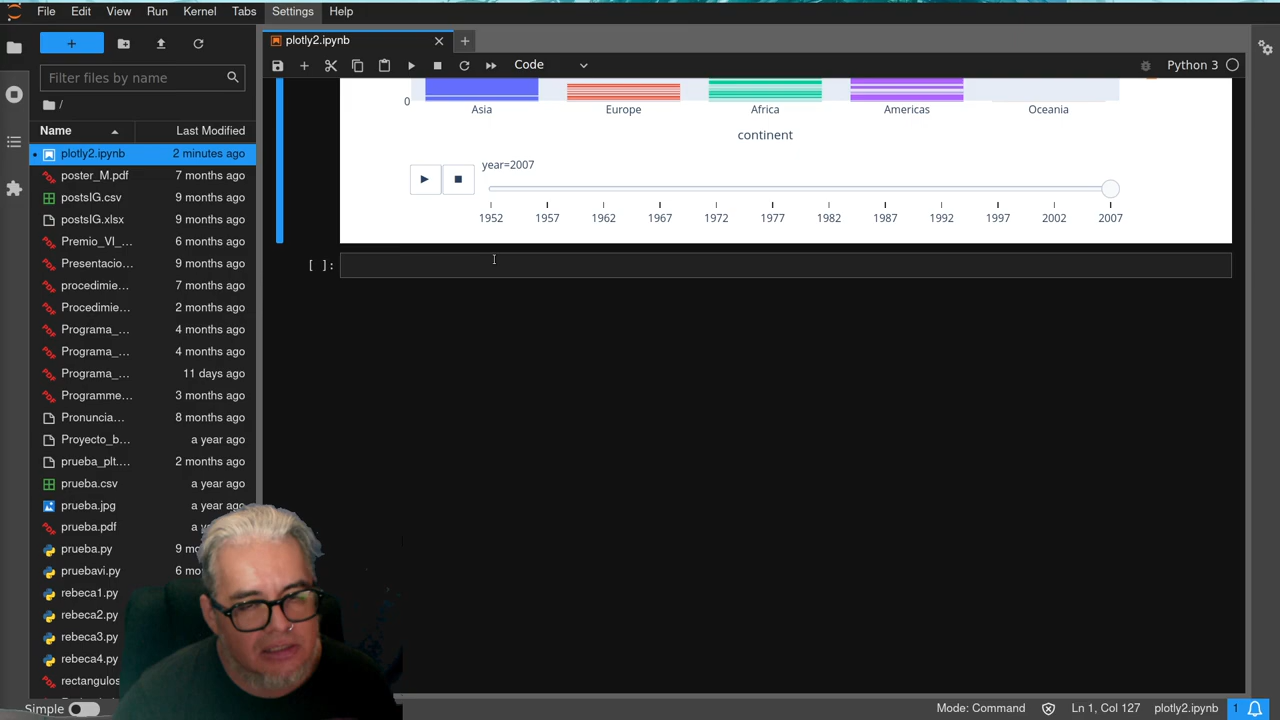 File Edit View Run Kernel Tabs Settings Help
plotly2.ipynb
Code
Python 3
Filter files by name
/
Name Last Modified
plotly2.ipynb 2 minutes ago
poster_M.pdf 7 months ago
postsIG.csv 9 months ago
postsIG.xlsx 9 months ago
Premio_VI_... 6 months ago
Presentacio... 9 months ago
procedimie... 7 months ago
Procedimie... 2 months ago
Programa_... 4 months ago
Programa_... 4 months ago
Programa_... 11 days ago
Programme... 3 months ago
Pronuncia... 8 months ago
Proyecto_b... a year ago
prueba_plt.... 2 months ago
prueba.csv a year ago
prueba.jpg a year ago
prueba.pdf
prueba.py
pruebavi.py
rebeca1.py
rebeca2.py
rebeca3.py
rebeca4.py
rectangulos
0
Asia Europe Africa Americas Oceania
continent
year=2007
1952 1957 1962 1967 1972 1977 1982 1987 1992 1997 2002 2007
[ ]:
Simple
Mode: Command
Ln 1, Col 127
plotly2.ipynb
1